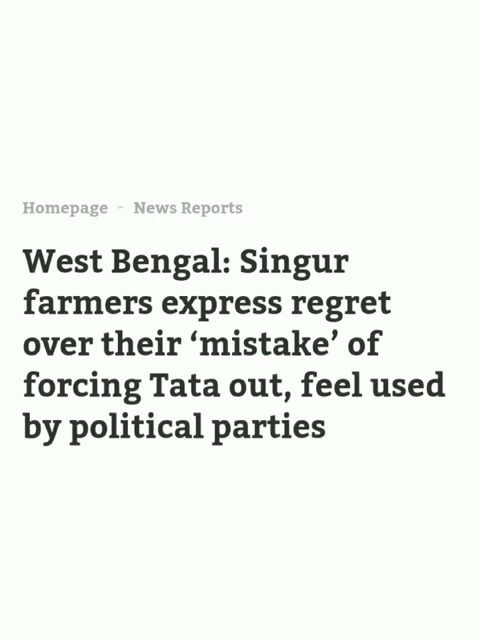 Homepage - News Reports
West Bengal: Singur
farmers express regret
over their ‘mistake’ of
forcing Tata out, feel used
by political parties